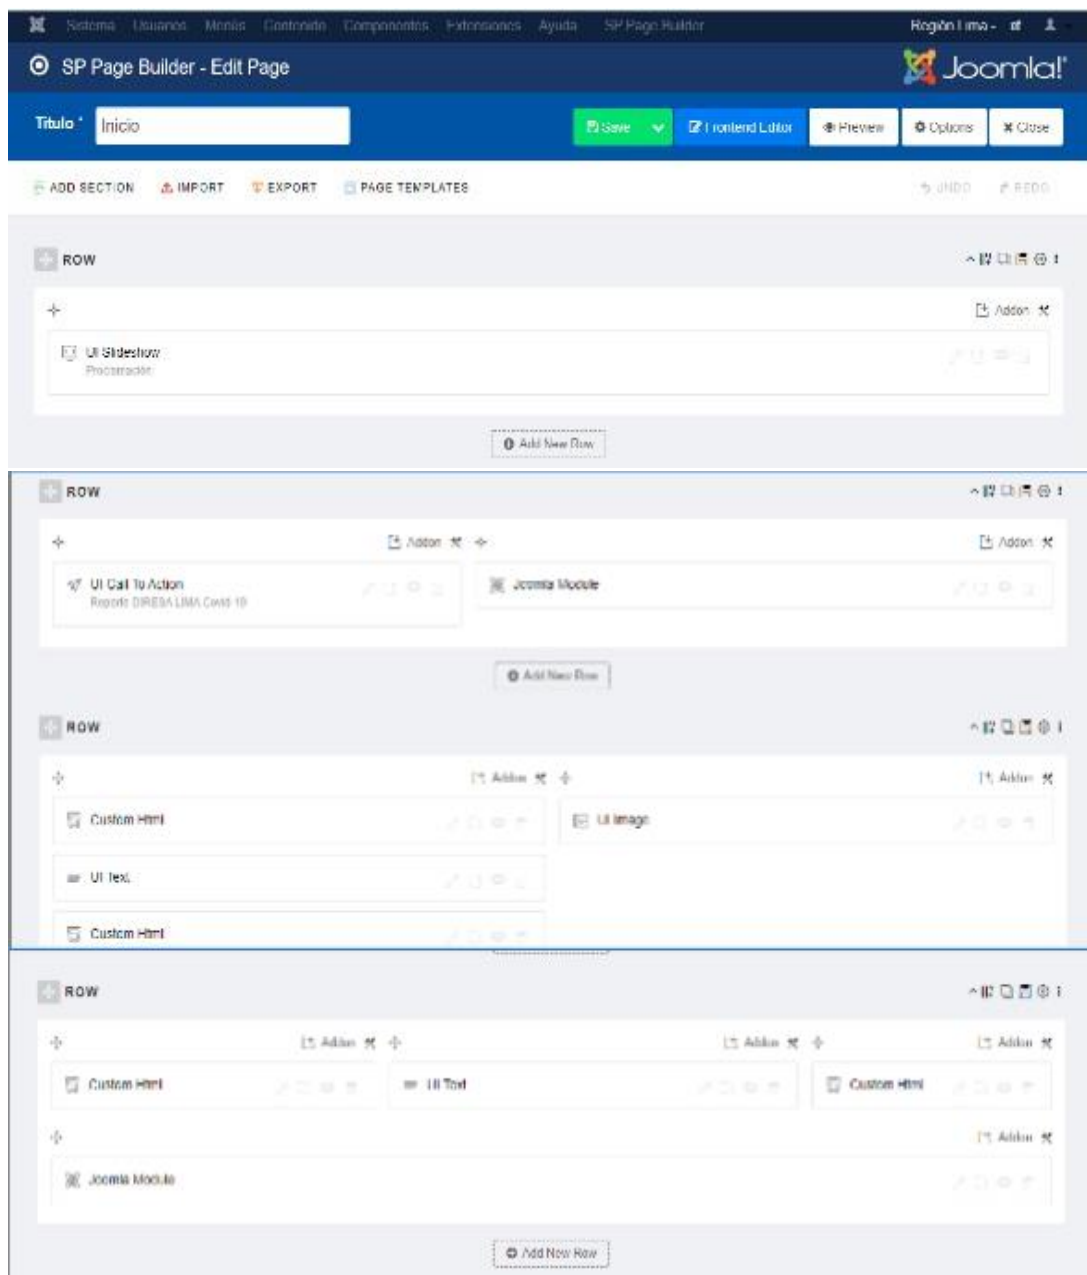 Sistema Usuarios Menús Contenido Componentes Extensiones Ayuda SP Page Builder Región Lima
SP Page Builder - Edit Page Joomla!
Titulo * Inicio Save Frontend Editor Preview Options Close
ADD SECTION IMPORT EXPORT PAGE TEMPLATES UNDO REDO
ROW
Addon
UI Slideshow
Add New Row
ROW
Addon Addon
UI Call To Action Joomla Module
Reporte DIRESA LIMA Covid-19
Add New Row
ROW
Addon Addon
Custom Html UI Image
UI Text
Custom Html
ROW
Addon Addon Addon
Custom Html UI Text Custom Html
Addon
Joomla Module
Add New Row